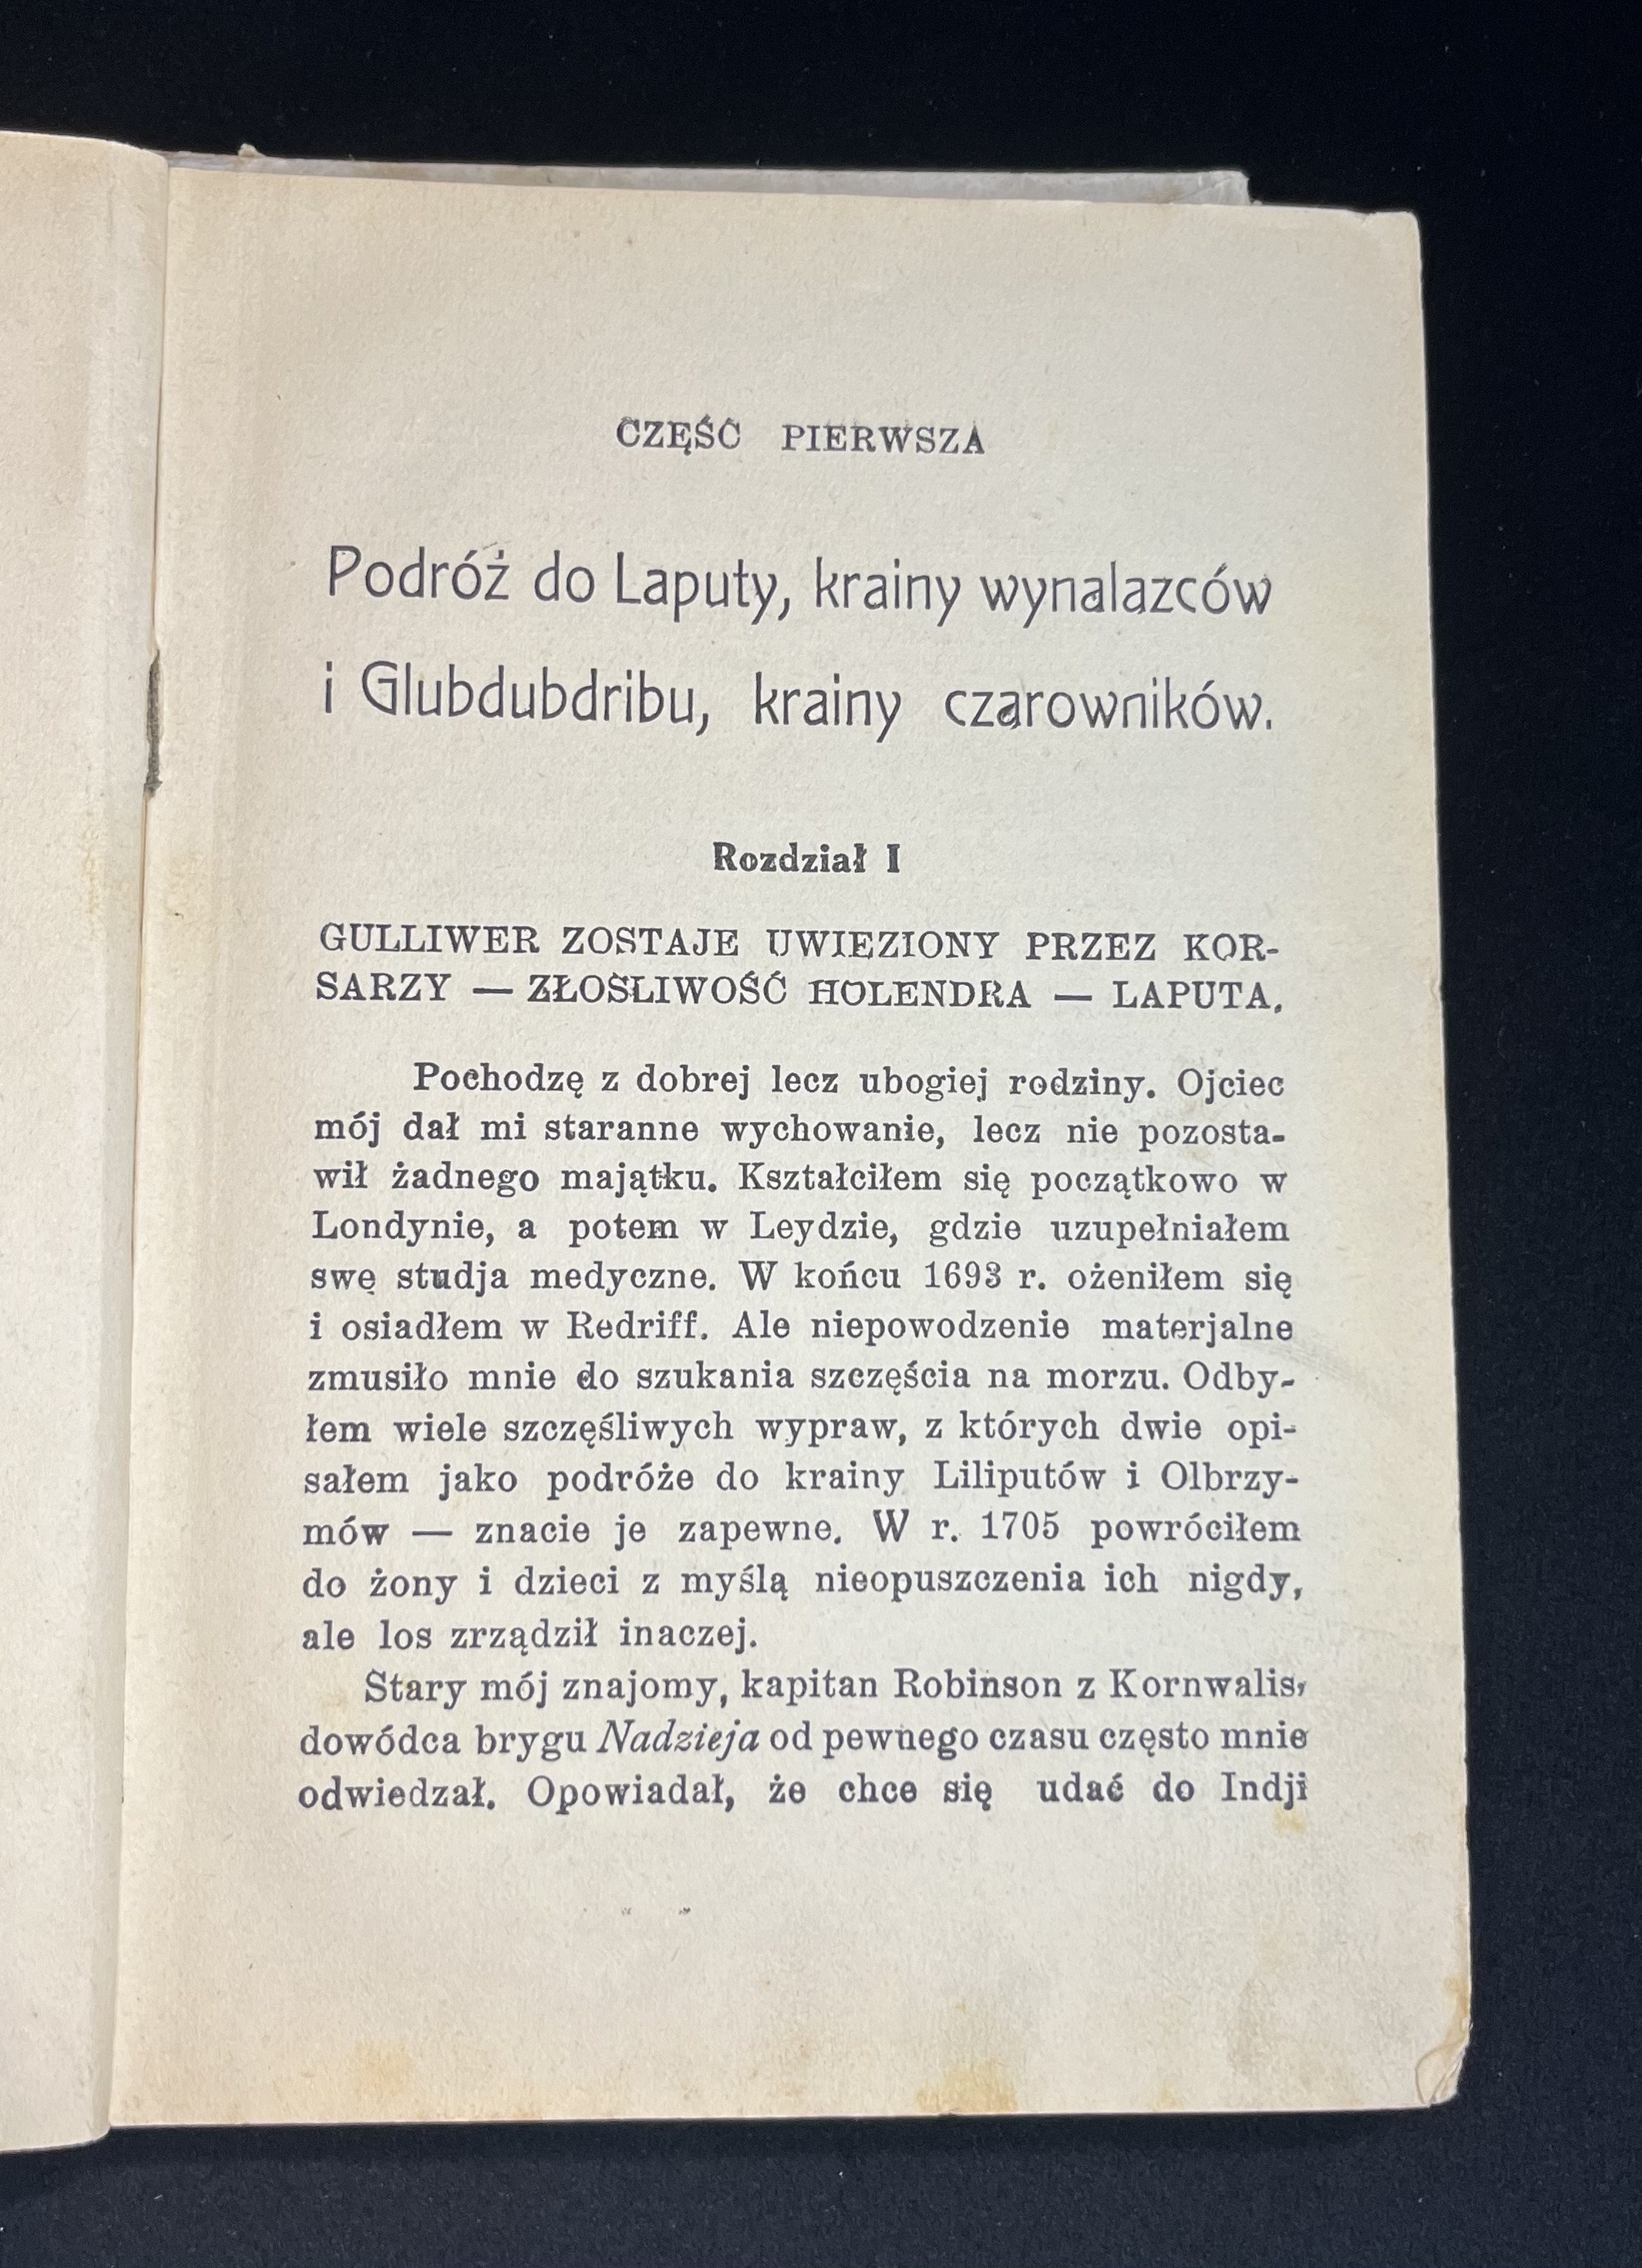 CZĘŚĆ PIERWSZA
Podróż do Laputy, krainy wynalazców
i Glubdubdribu, krainy czarowników.
Rozdział I
GULLIWER ZOSTAJE UWIEZIONY PRZEZ KOR-
SARZY — ZŁOŚLIWOŚĆ HOLENDRA — LAPUTA.
Pochodzę z dobrej lecz ubogiej rodziny. Ojciec
mój dał mi staranne wychowanie, lecz nie pozosta-
wił żadnego majątku. Kształciłem się początkowo w
Londynie, a potem w Leydzie, gdzie uzupełniałem
swę studja medyczne. W końcu 1693 r. ożeniłem się
i osiadłem w Redriff. Ale niepowodzenie materjalne
zmusiło mnie do szukania szczęścia na morzu. Odby-
łem wiele szczęśliwych wypraw, z których dwie opi-
sałem jako podróże do krainy Liliputów i Olbrzy-
mów — znacie je zapewne. W r. 1705 powróciłem
do żony i dzieci z myślą nieopuszczenia ich nigdy,
ale los zrządził inaczej.
Stary mój znajomy, kapitan Robinson z Kornwalis,
dowódca brygu Nadzieja od pewnego czasu często mnie
odwiedzał. Opowiadał, że chce się udać do Indji